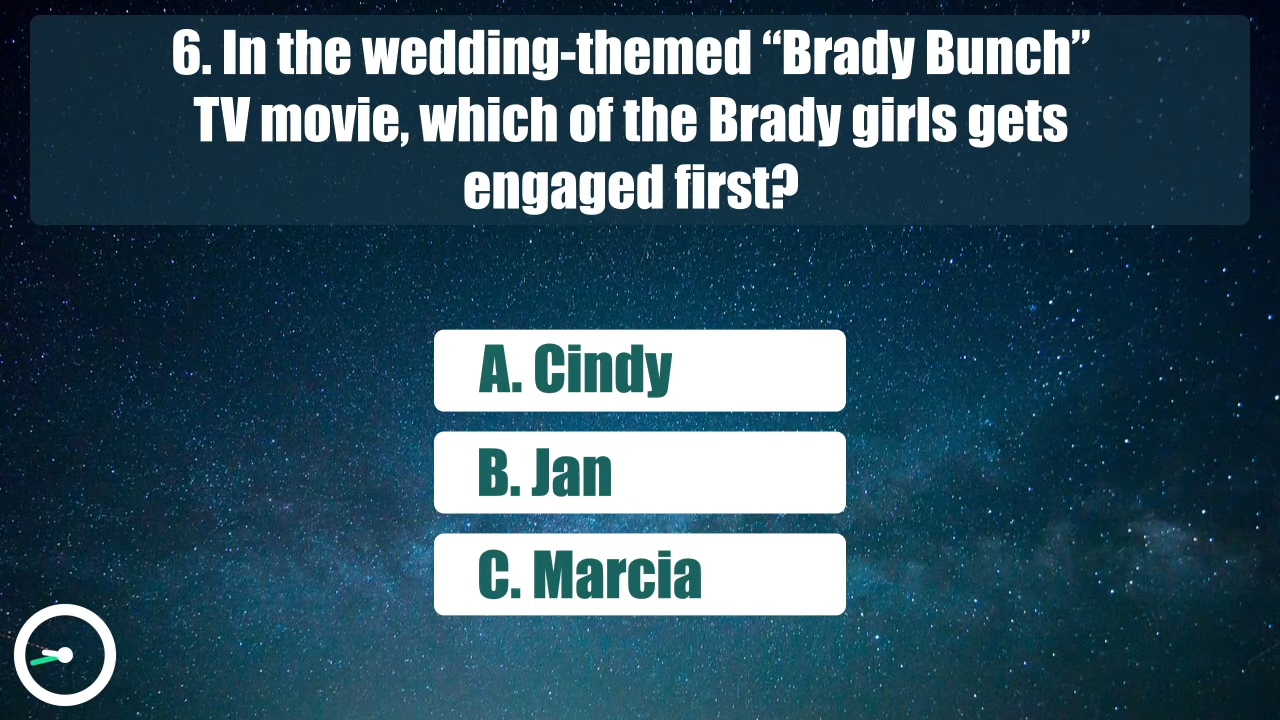 6. In the wedding-themed “Brady Bunch”
TV movie, which of the Brady girls gets
engaged first?
A. Cindy
B. Jan
C. Marcia